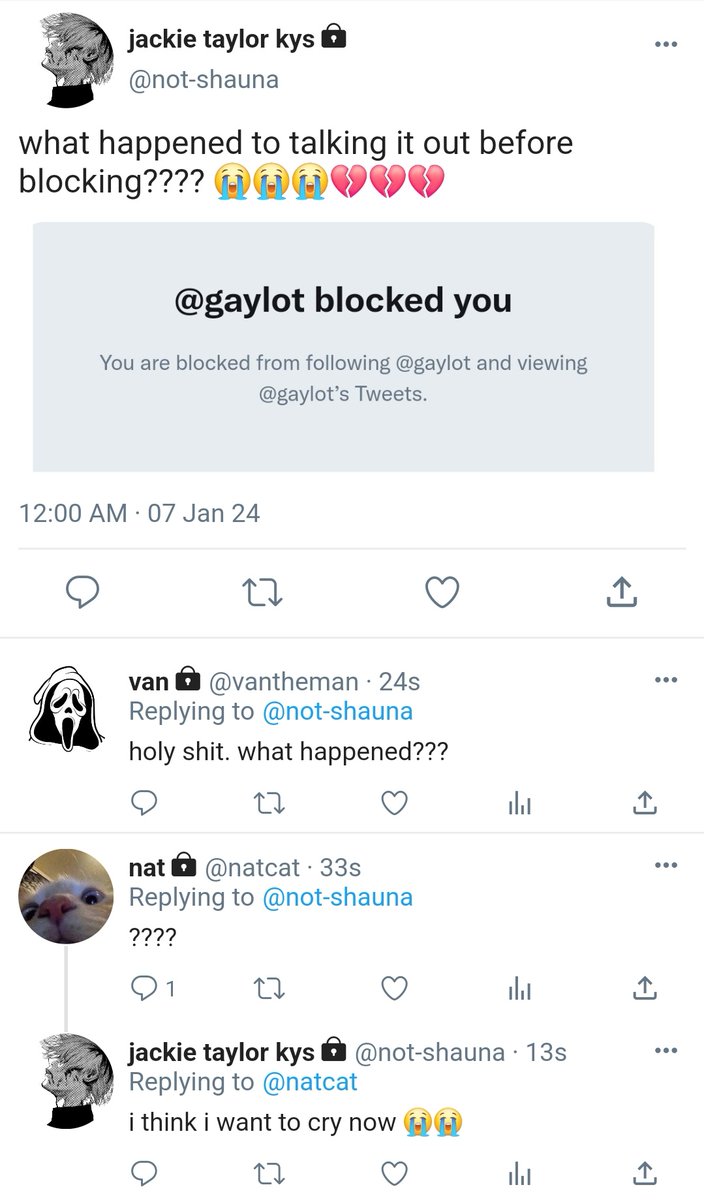 jackie taylor kys 🔒
@not-shauna
what happened to talking it out before
blocking???? 😭😭😭💔💔💔
@gaylot blocked you
You are blocked from following @gaylot and viewing
@gaylot’s Tweets.
12:00 AM · 07 Jan 24
van 🔒 @vantheman · 24s
Replying to @not-shauna
holy shit. what happened???
nat 🔒 @natcat · 33s
Replying to @not-shauna
????
1
jackie taylor kys 🔒 @not-shauna · 13s
Replying to @natcat
i think i want to cry now 😭😭